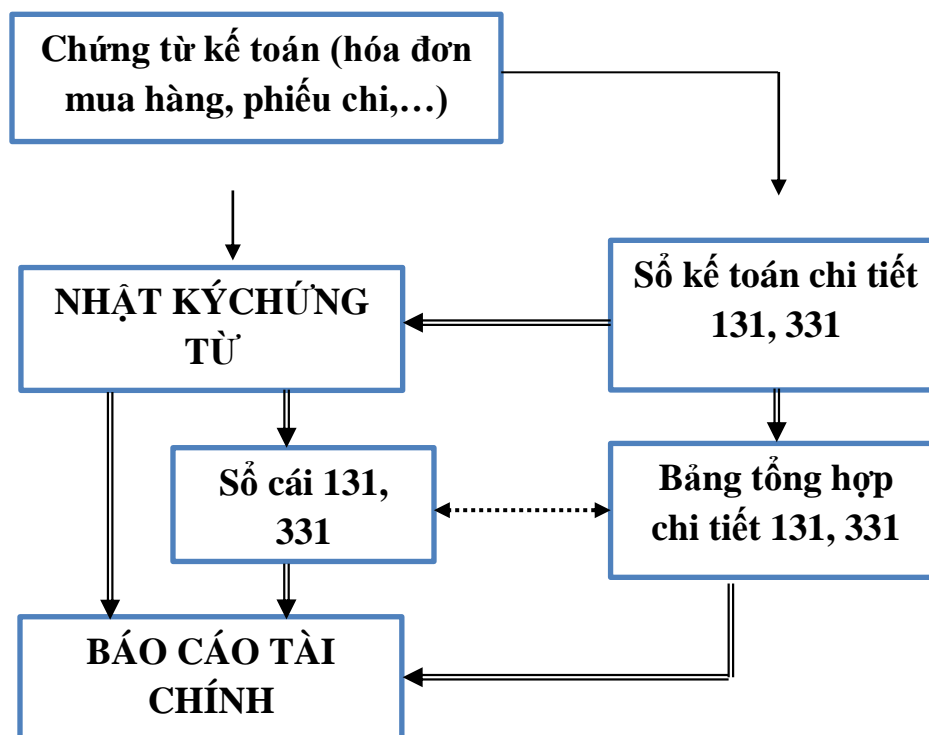 Chứng từ kế toán (hóa đơn
mua hàng, phiếu chi,…)
NHẬT KÝCHỨNG
TỪ
Sổ kế toán chi tiết
131, 331
Sổ cái 131,
331
Bảng tổng hợp
chi tiết 131, 331
BÁO CÁO TÀI
CHÍNH